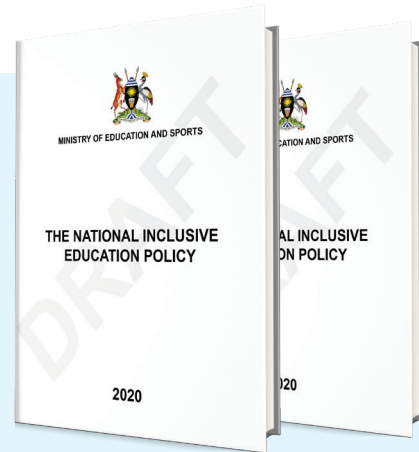 MINISTRY OF EDUCATION AND SPORTS
THE NATIONAL INCLUSIVE
EDUCATION POLICY
2020
DRAFT
CATION AND SPORTS
AL INCLUSIVE
ON POLICY
020
DRAFT